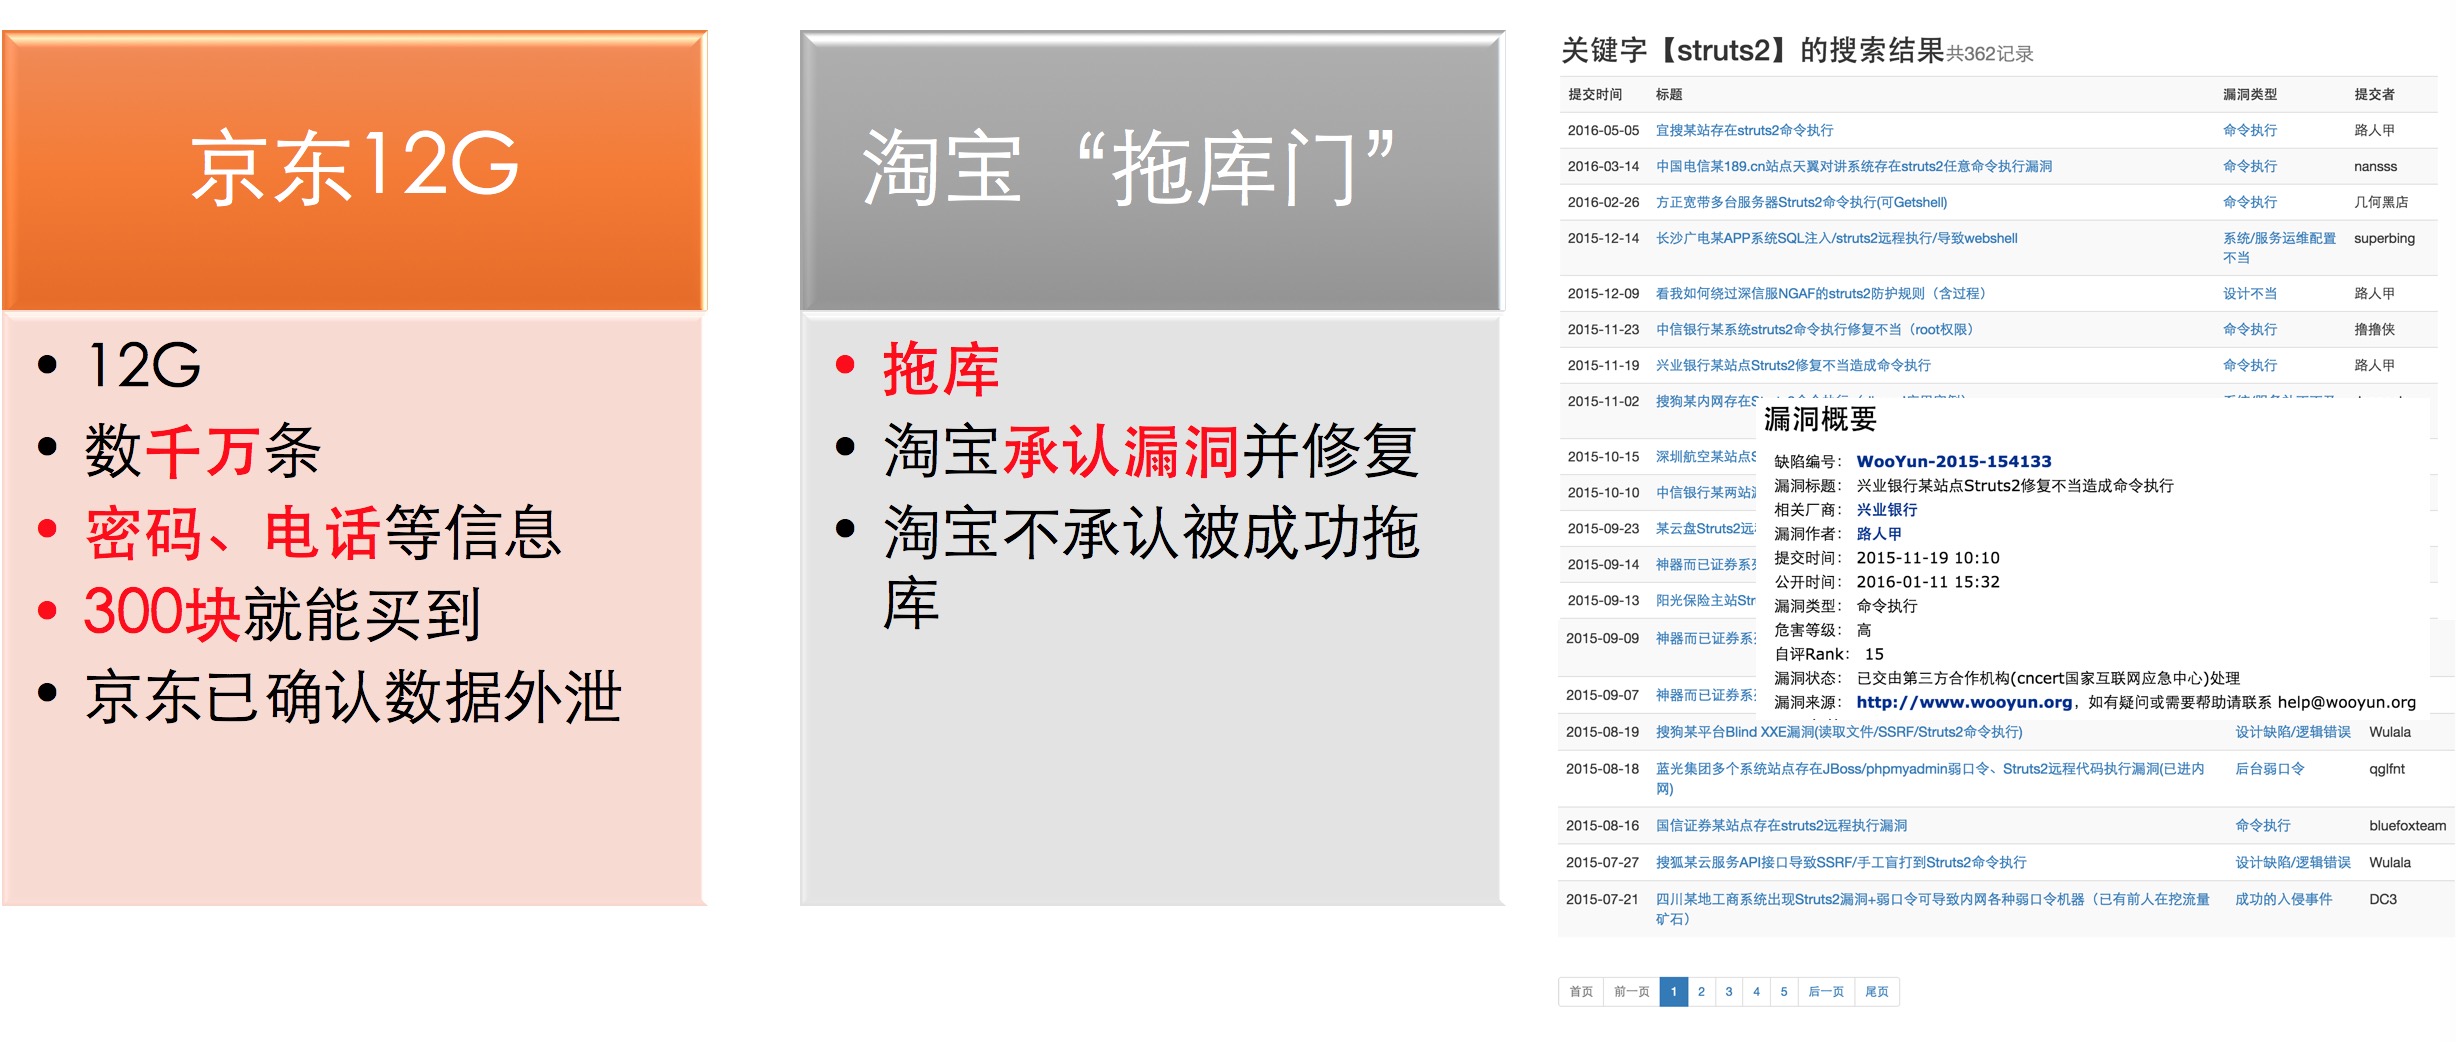 京东12G
• 12G
• 数千万条
• 密码、电话等信息
• 300块就能买到
• 京东已确认数据外泄
淘宝“拖库门”
• 拖库
• 淘宝承认漏洞并修复
• 淘宝不承认被成功拖
库
关键字【struts2】的搜索结果共362记录
提交时间 标题 漏洞类型 提交者
2016-05-05 宜搜某站存在struts2命令执行 命令执行 路人甲
2016-03-14 中国电信某189.cn站点天翼对讲系统存在struts2任意命令执行漏洞 命令执行 nansss
2016-02-26 方正宽带多台服务器Struts2命令执行(可Getshell) 命令执行 几何黑店
2015-12-14 长沙广电某APP系统SQL注入/struts2远程执行/导致webshell 系统/服务运维配置 superbing
不当
2015-12-09 看我如何绕过深信服NGAF的struts2防护规则（含过程） 设计不当 路人甲
2015-11-23 中信银行某系统struts2命令执行修复不当（root权限） 命令执行 撸撸侠
2015-11-19 兴业银行某站点Struts2修复不当造成命令执行 命令执行 路人甲
2015-11-02 搜狗某内网存在
2015-10-15 深圳航空某站点S
2015-10-10 中信银行某两站
2015-09-23 某云盘Struts2远
2015-09-14 神器而已证券系
2015-09-13 阳光保险主站Str
2015-09-09 神器而已证券系
2015-09-07 神器而已证券系
漏洞概要
缺陷编号： WooYun-2015-154133
漏洞标题： 兴业银行某站点Struts2修复不当造成命令执行
相关厂商： 兴业银行
漏洞作者： 路人甲
提交时间： 2015-11-19 10:10
公开时间： 2016-01-11 15:32
漏洞类型： 命令执行
危害等级： 高
自评Rank： 15
漏洞状态： 已交由第三方合作机构(cncert国家互联网应急中心)处理
漏洞来源： http://www.wooyun.org，如有疑问或需要帮助请联系 help@wooyun.org
2015-08-19 搜狗某平台Blind XXE漏洞(读取文件/SSRF/Struts2命令执行) 设计缺陷/逻辑错误 Wulala
2015-08-18 蓝光集团多个系统站点存在JBoss/phpmyadmin弱口令、Struts2远程代码执行漏洞(已进内 后台弱口令 qglfnt
网)
2015-08-16 国信证券某站点存在struts2远程执行漏洞 命令执行 bluefoxteam
2015-07-27 搜狐某云服务API接口导致SSRF/手工盲打到Struts2命令执行 设计缺陷/逻辑错误 Wulala
2015-07-21 四川某地工商系统出现Struts2漏洞+弱口令可导致内网各种弱口令机器（已有前人在挖流量 成功的入侵事件 DC3
矿石）
首页 前一页 1 2 3 4 5 后一页 尾页